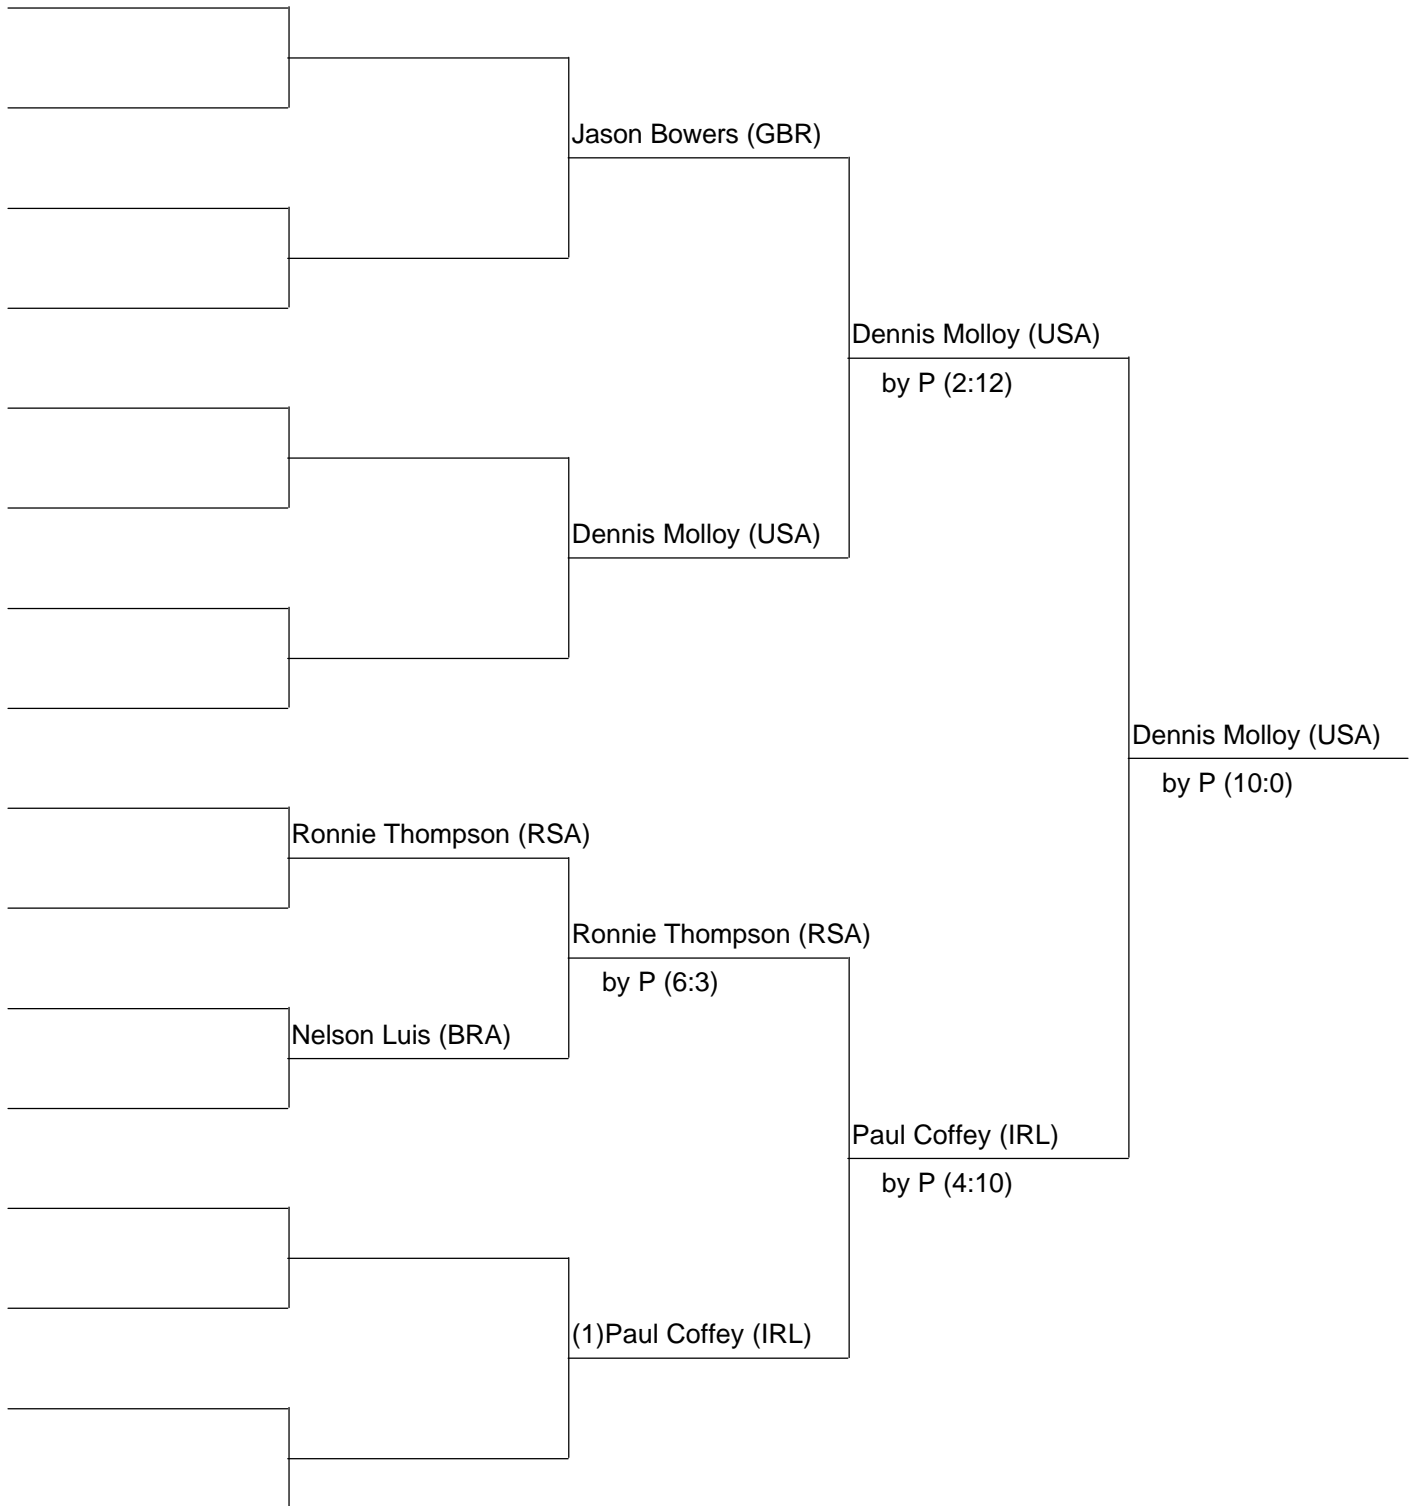 Jason Bowers (GBR)
Dennis Molloy (USA)
by P (2:12)
Dennis Molloy (USA)
Dennis Molloy (USA)
by P (10:0)
Ronnie Thompson (RSA)
Ronnie Thompson (RSA)
by P (6:3)
Nelson Luis (BRA)
Paul Coffey (IRL)
by P (4:10)
(1)Paul Coffey (IRL)